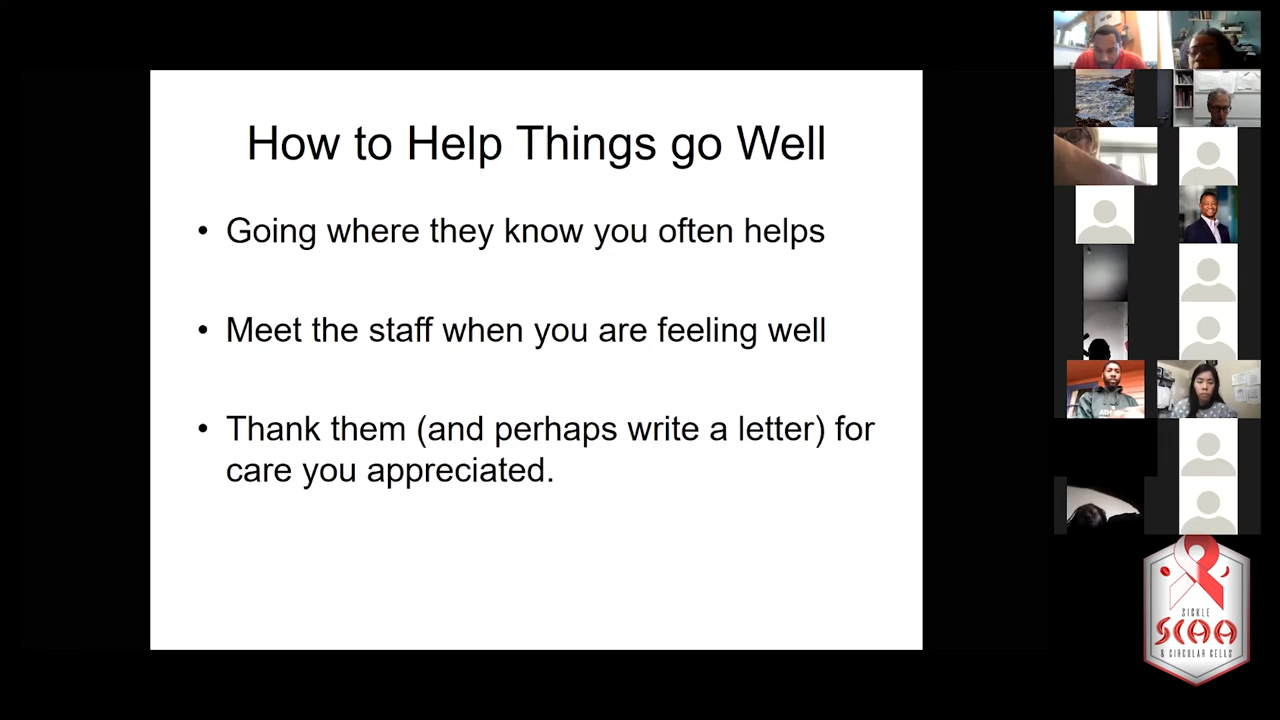 How to Help Things go Well
• Going where they know you often helps
• Meet the staff when you are feeling well
• Thank them (and perhaps write a letter) for
care you appreciated.
SICKLE
SCAA
& CIRCULAR CELLS